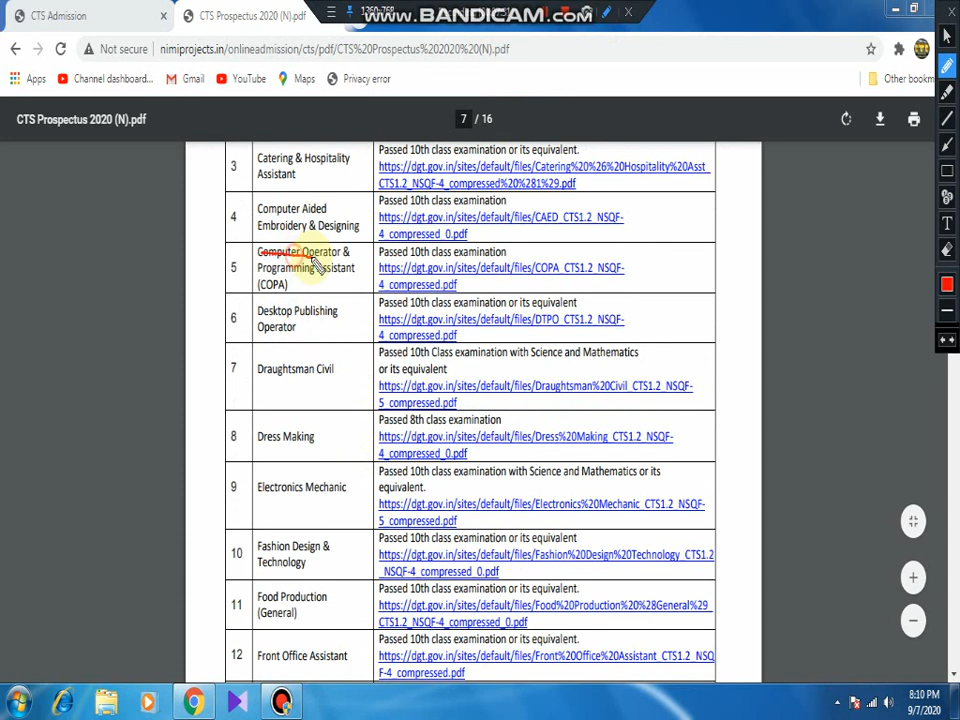 CTS Admission
CTS Prospectus 2020 (N).pdf
www.BANDICAM.com
Not secure
nimiprojects.in/onlineadmission/cts/pdf/CTS%20Prospectus%202020%20(N).pdf
Apps
Channel dashboard...
Gmail
YouTube
Maps
Privacy error
Other bookm
CTS Prospectus 2020 (N).pdf
7 / 16
3
Catering & Hospitality
Assistant
Passed 10th class examination or its equivalent.
https://dgt.gov.in/sites/default/files/Catering%20%26%20Hospitality%20Asst_
CTS1.2_NSQF-4_compressed%20%281%29.pdf
4
Computer Aided
Embroidery & Designing
Passed 10th class examination
https://dgt.gov.in/sites/default/files/CAED_CTS1.2_NSQF-
4_compressed_0.pdf
5
Computer Operator &
Programming Assistant
(COPA)
Passed 10th class examination
https://dgt.gov.in/sites/default/files/COPA_CTS1.2_NSQF-
4_compressed.pdf
6
Desktop Publishing
Operator
Passed 10th class examination or its equivalent
https://dgt.gov.in/sites/default/files/DTPO_CTS1.2_NSQF-
4_compressed.pdf
7
Draughtsman Civil
Passed 10th Class examination with Science and Mathematics
or its equivalent
https://dgt.gov.in/sites/default/files/Draughtsman%20Civil_CTS1.2_NSQF-
5_compressed.pdf
8
Dress Making
Passed 8th class examination
https://dgt.gov.in/sites/default/files/Dress%20Making_CTS1.2_NSQF-
4_compressed_0.pdf
9
Electronics Mechanic
Passed 10th class examination with Science and Mathematics or its
equivalent.
https://dgt.gov.in/sites/default/files/Electronics%20Mechanic_CTS1.2_NSQF-
5_compressed.pdf
10
Fashion Design &
Technology
Passed 10th class examination or its equivalent
https://dgt.gov.in/sites/default/files/Fashion%20Design%20Technology_CTS1.2
_NSQF-4_compressed_0.pdf
11
Food Production
(General)
Passed 10th class examination or its equivalent.
https://dgt.gov.in/sites/default/files/Food%20Production%20%28General%29_
CTS1.2_NSQF-4_compressed_0.pdf
12
Front Office Assistant
Passed 10th class examination or its equivalent.
https://dgt.gov.in/sites/default/files/Front%20Office%20Assistant_CTS1.2_NSQ
F-4_compressed.pdf
8:10 PM
9/7/2020